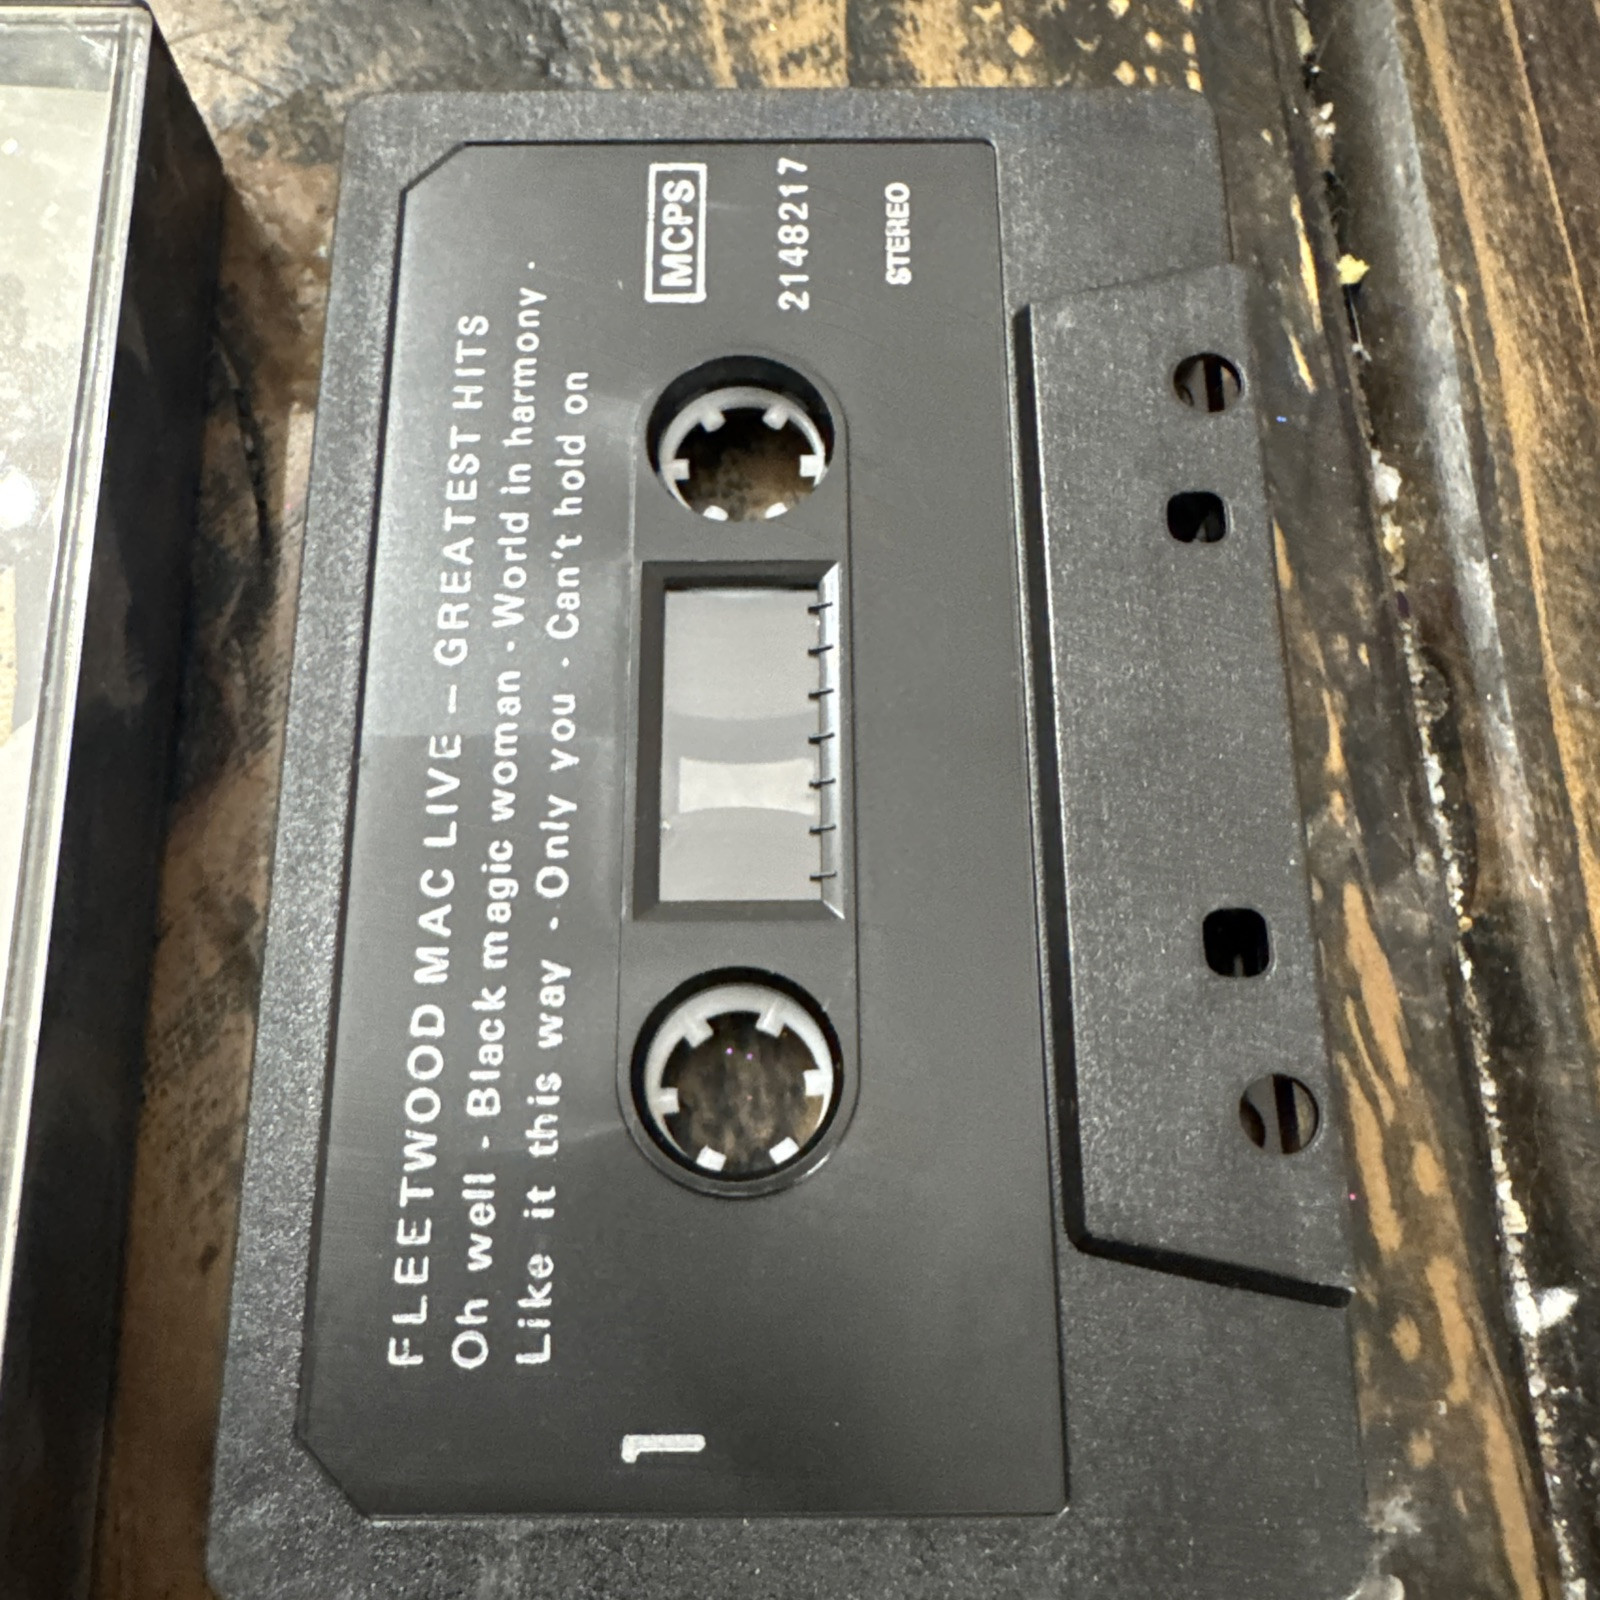 FLEETWOOD MAC LIVE – GREATEST HITS
Oh well - Black magic woman - World in harmony .
Like it this way - Only you . Can't hold on
MCPS
2148217
STEREO
1